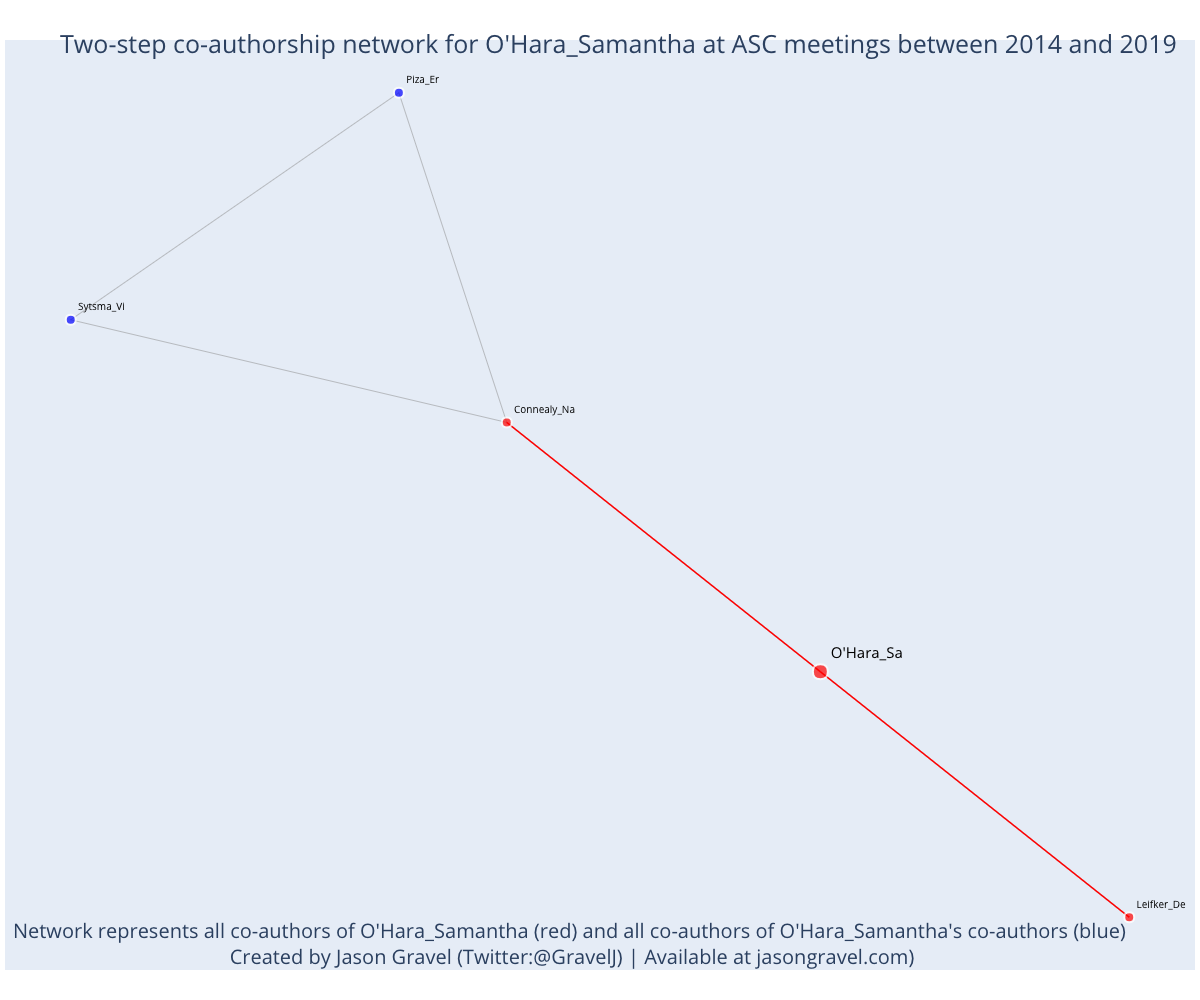 Two-step co-authorship network for O'Hara_Samantha at ASC meetings between 2014 and 2019
Piza_Er
Sytsma_Vi
Connealy_Na
O'Hara_Sa
Leifker_De
Network represents all co-authors of O'Hara_Samantha (red) and all co-authors of O'Hara_Samantha's co-authors (blue)
Created by Jason Gravel (Twitter:@GravelJ) | Available at jasongravel.com)